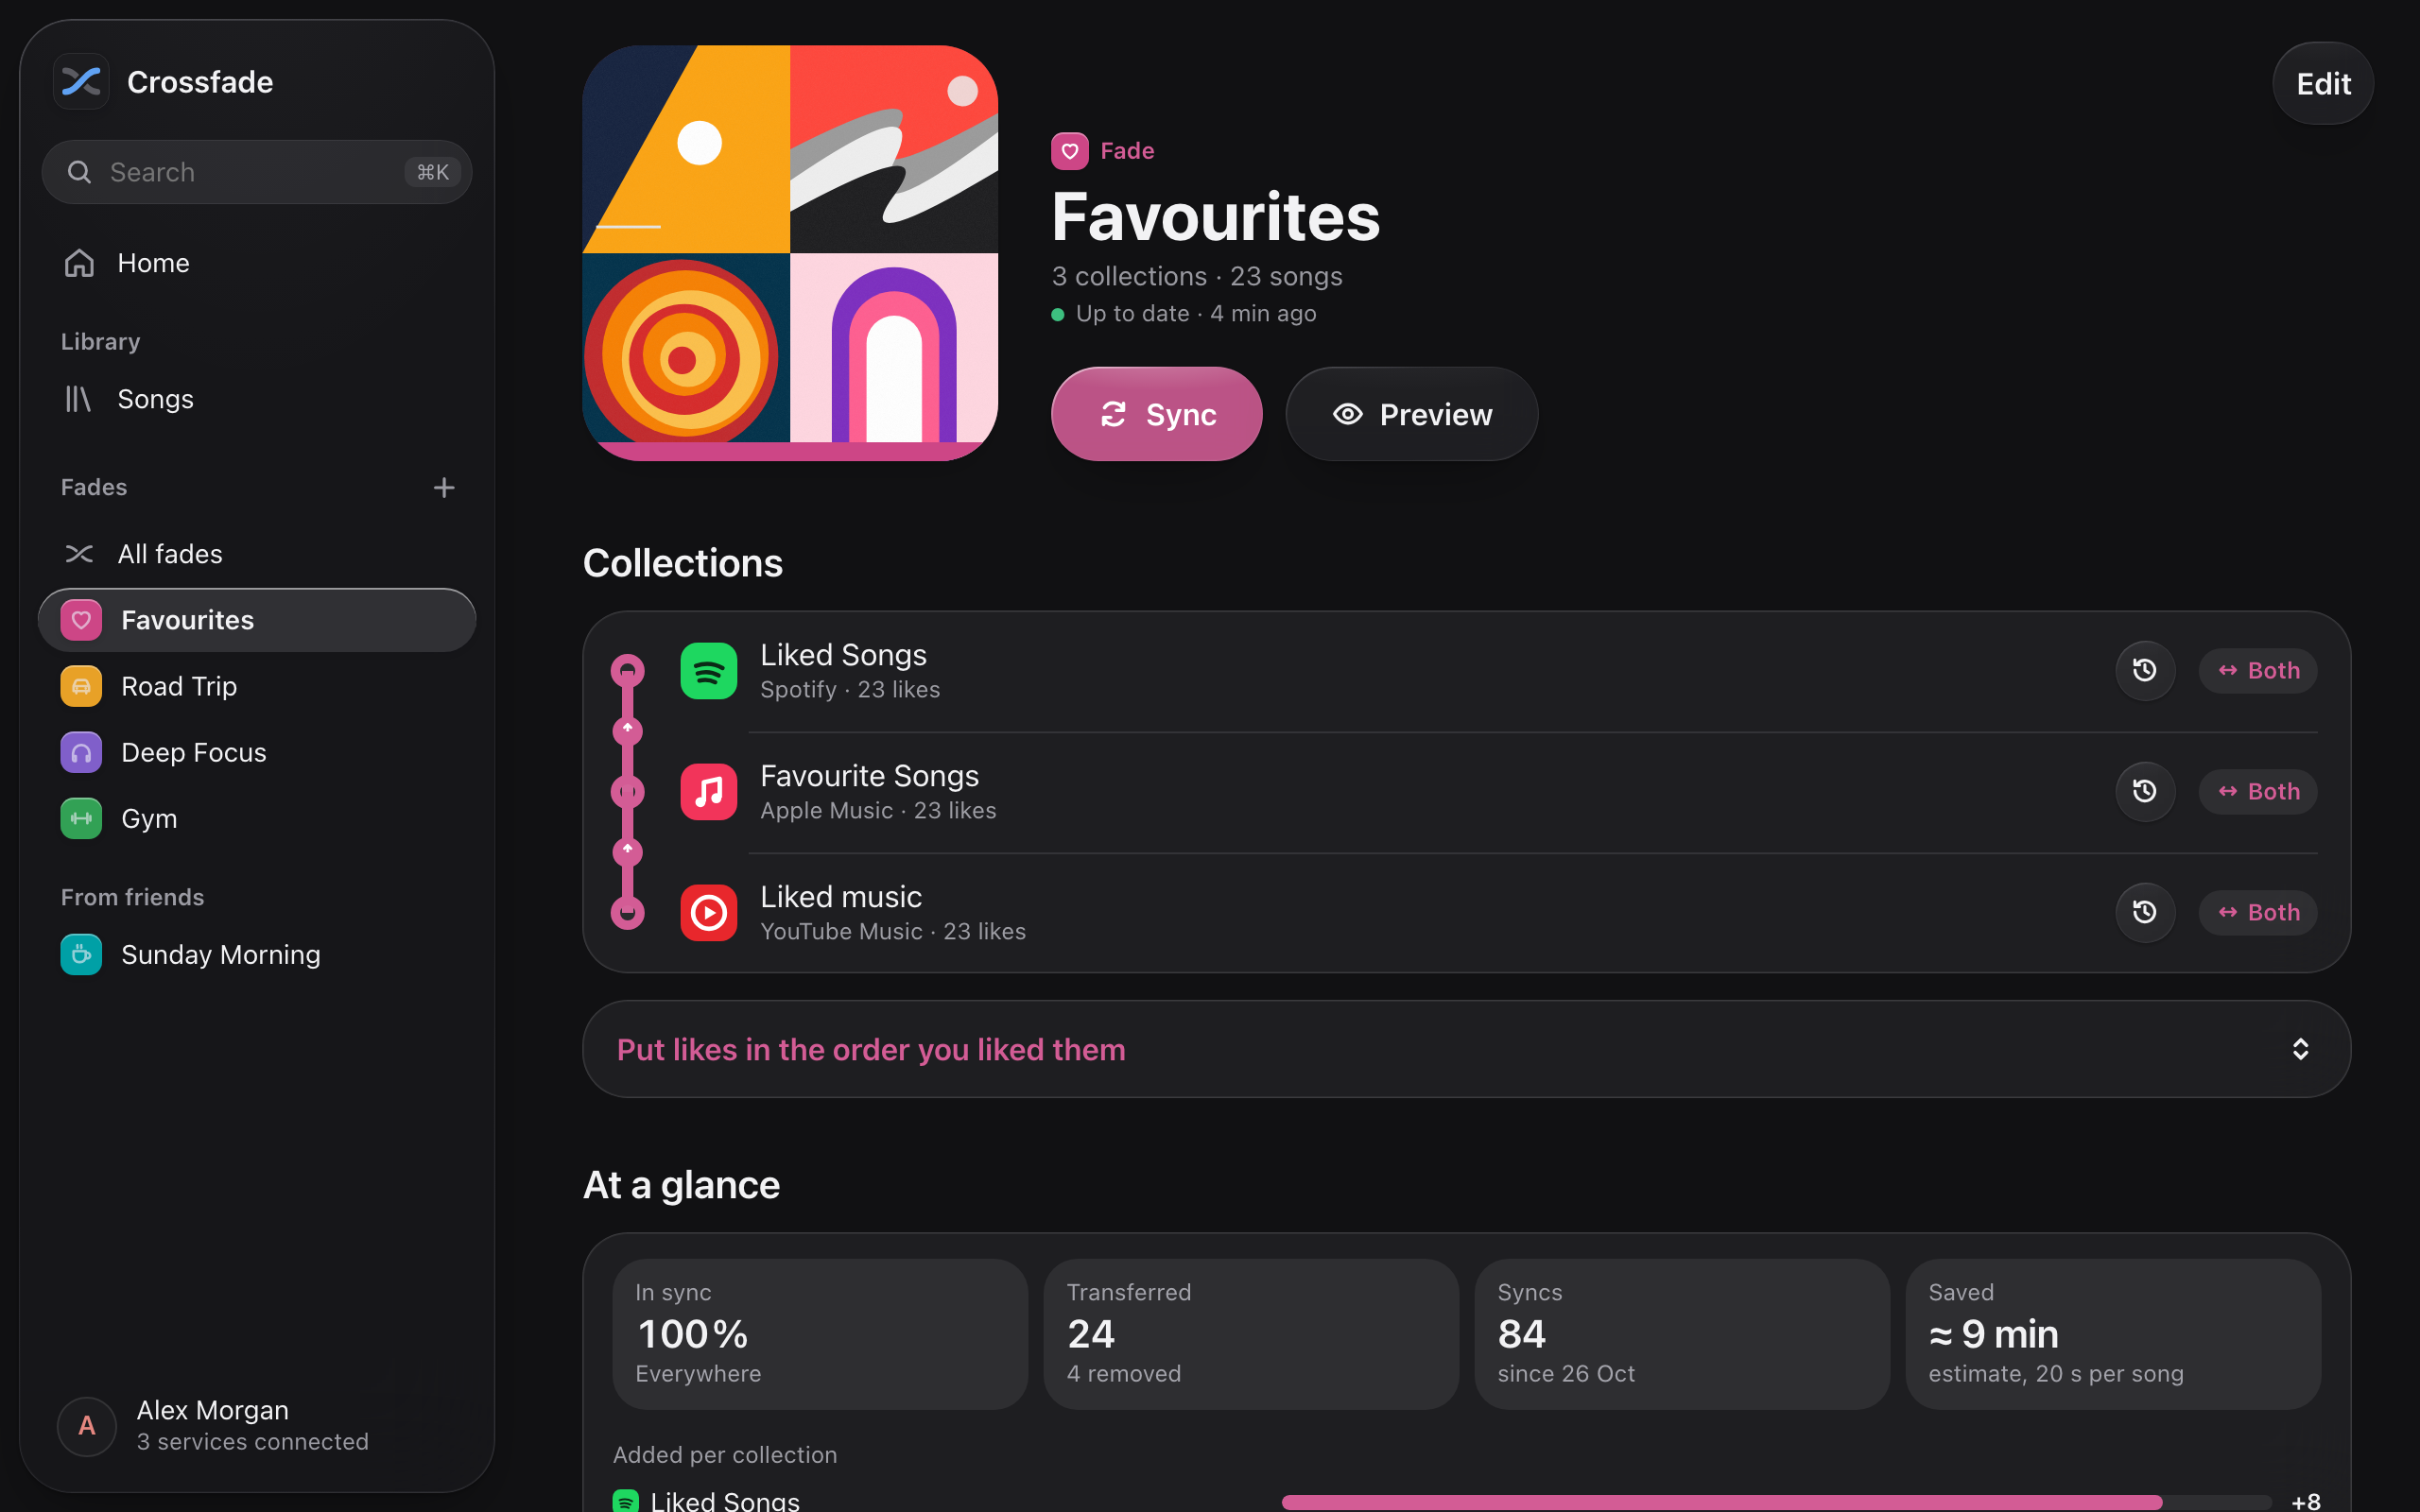 Crossfade
Search ⌘K
Home
Library
Songs
Fades
All fades
Favourites
Road Trip
Deep Focus
Gym
From friends
Sunday Morning
A
Alex Morgan
3 services connected
Edit
Fade
Favourites
3 collections · 23 songs
Up to date · 4 min ago
Sync
Preview
Collections
Liked Songs
Spotify · 23 likes
Both
Favourite Songs
Apple Music · 23 likes
Both
Liked music
YouTube Music · 23 likes
Both
Put likes in the order you liked them
At a glance
In sync
100%
Everywhere
Transferred
24
4 removed
Syncs
84
since 26 Oct
Saved
≈ 9 min
estimate, 20 s per song
Added per collection
Liked Songs +8